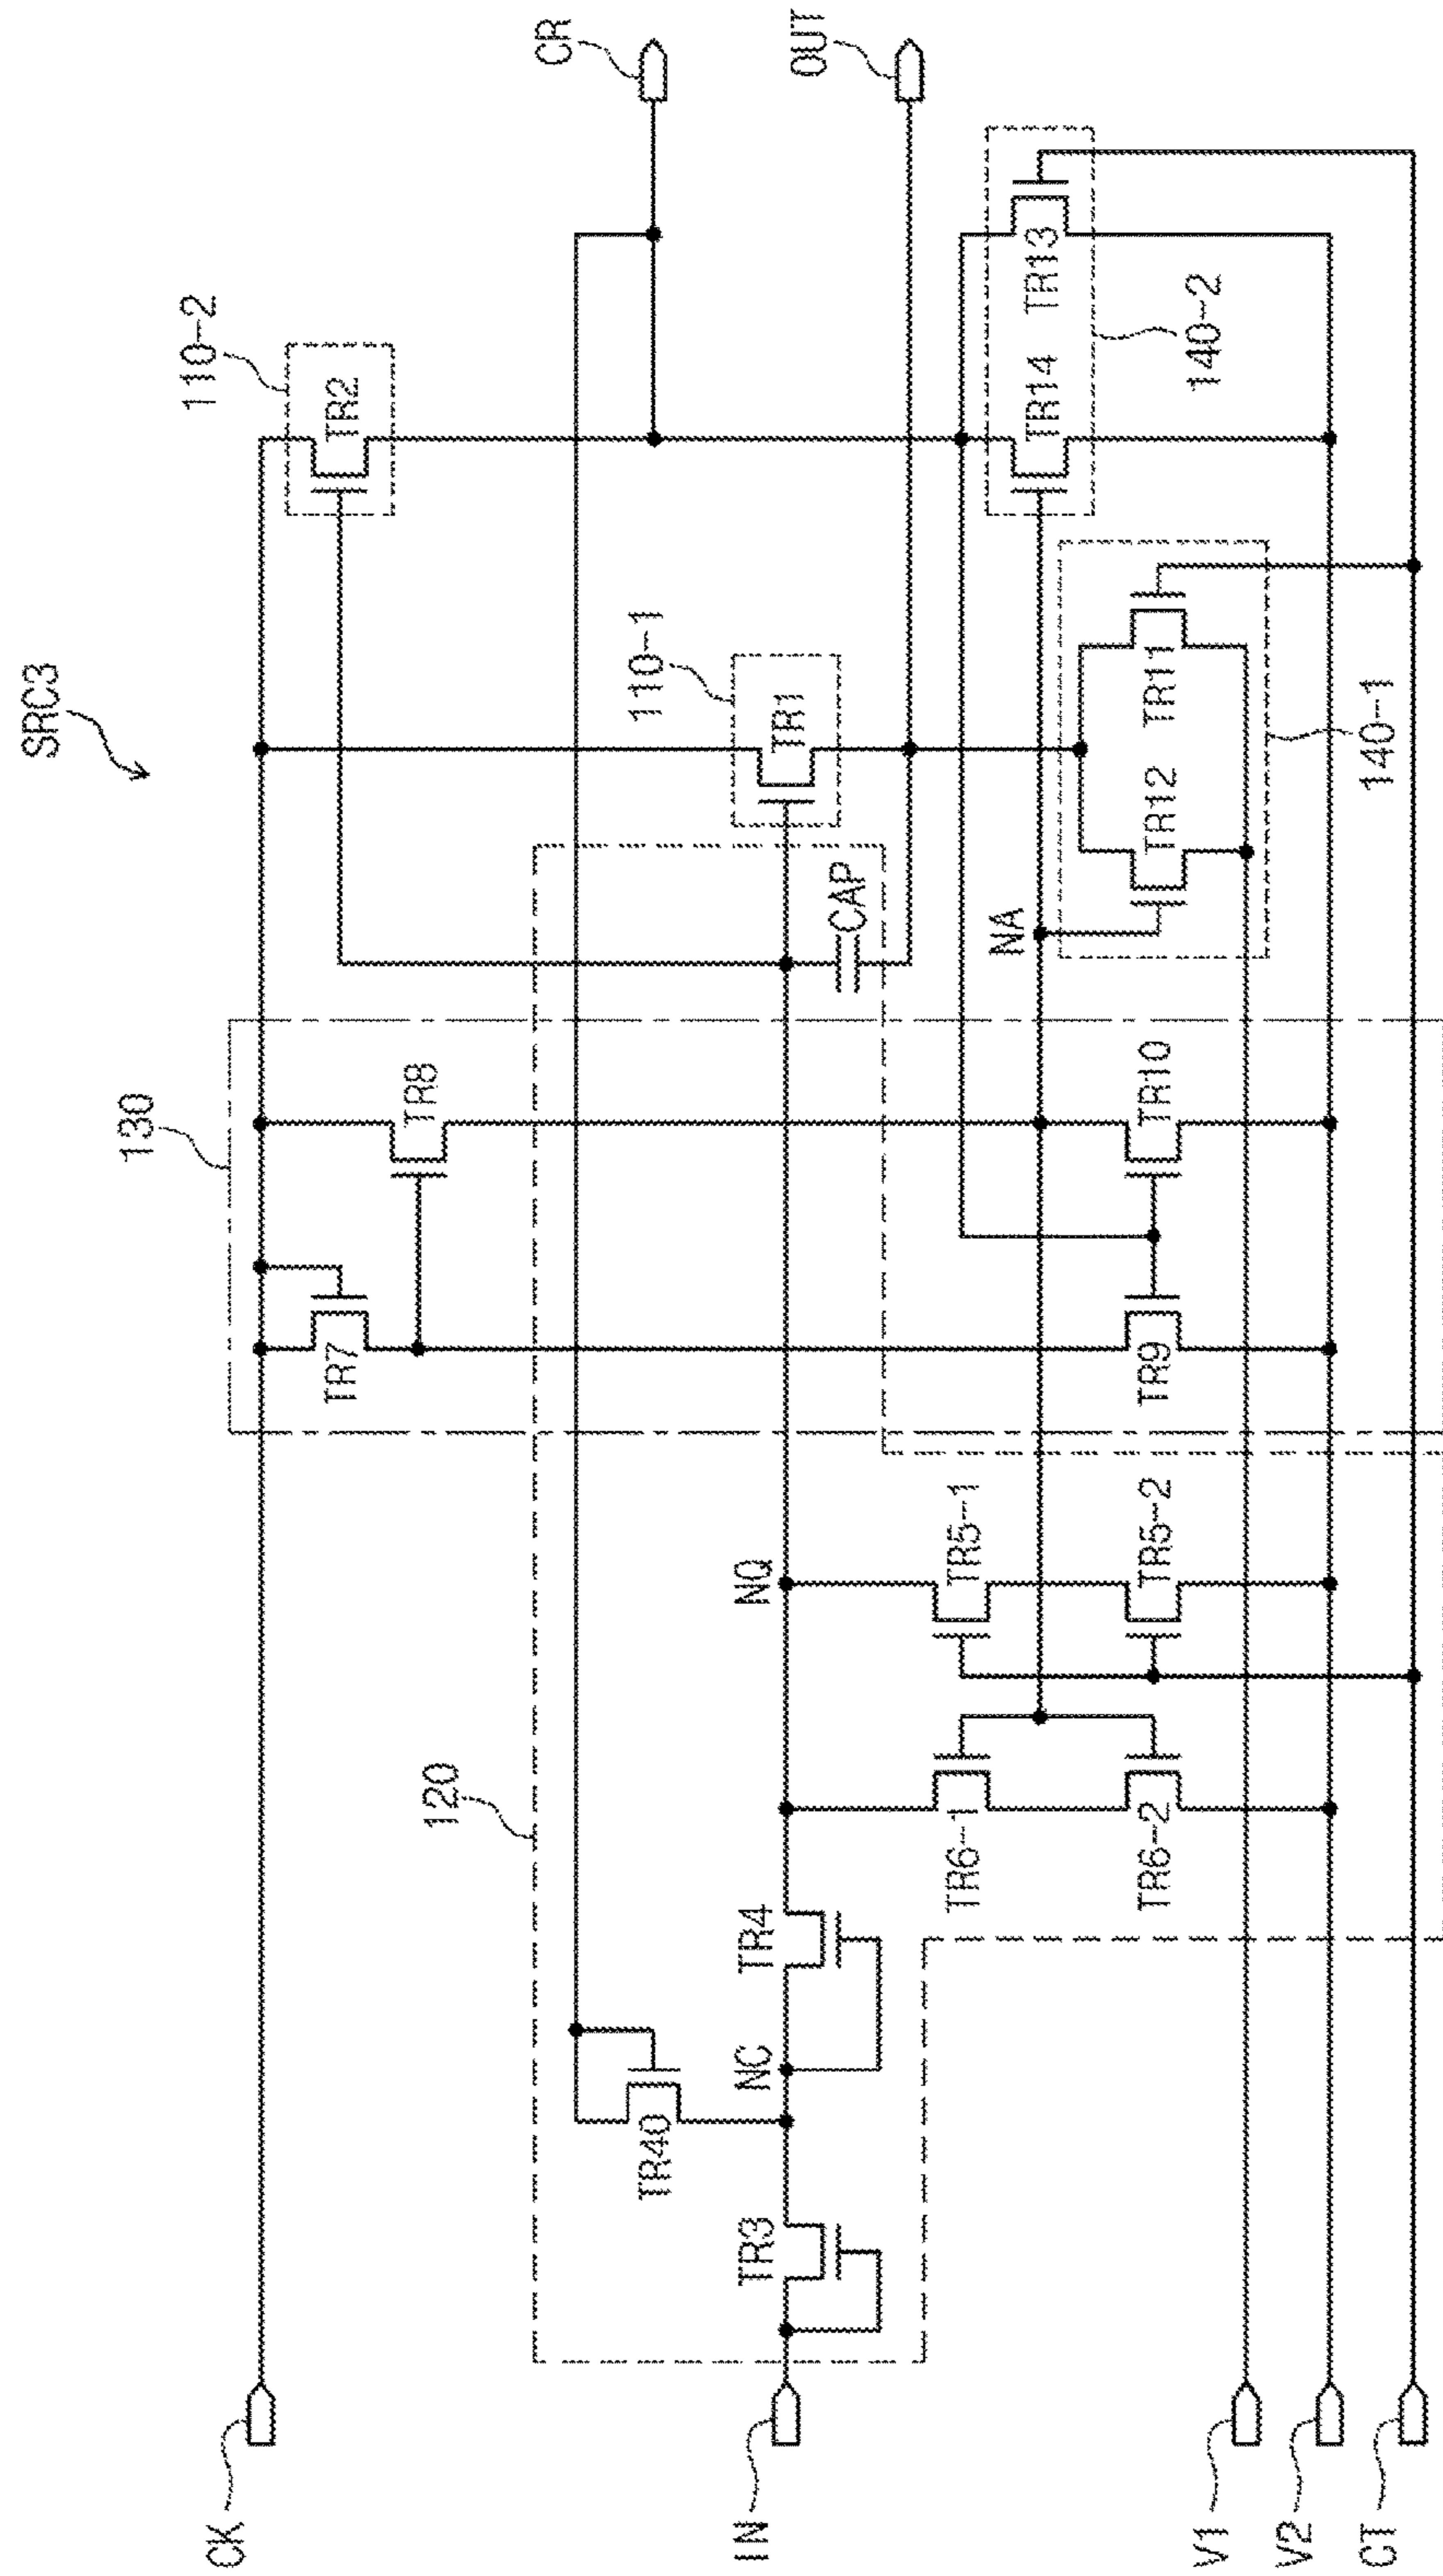 SRC3
CK
IN
V1
V2
CT
CR
OUT
110-2
TR2
110-1
TR1
130
TR7
TR8
120
TR40
TR3
NC
TR4
NQ
CAP
NA
TR6-1
TR6-2
TR5-1
TR5-2
TR9
TR10
TR12
TR11
140-1
TR14
TR13
140-2